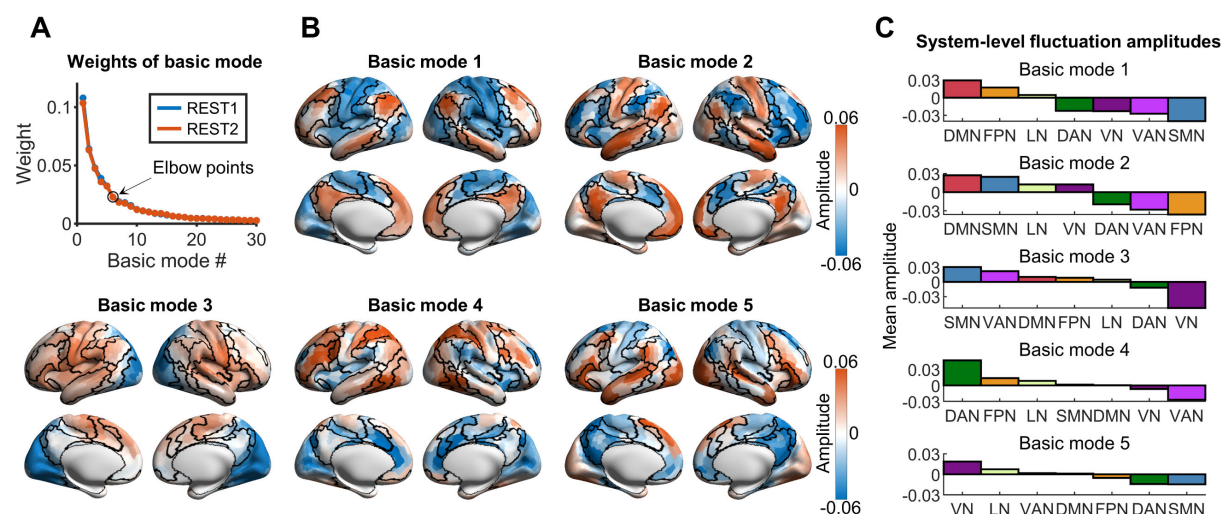 A
Weights of basic mode
0.1
0.05
0
Weight
REST1
REST2
Elbow points
0 10 20 30
Basic mode #
B
Basic mode 1
Basic mode 2
0.06
0
-0.06
Amplitude
Basic mode 3
Basic mode 4
Basic mode 5
0.06
0
-0.06
Amplitude
C
System-level fluctuation amplitudes
Mean amplitude
Basic mode 1
0.03
0
-0.03
DMN FPN LN DAN VN VAN SMN
Basic mode 2
0.03
0
-0.03
DMN SMN LN VN DAN VAN FPN
Basic mode 3
0.03
0
-0.03
SMN VAN DMN FPN LN DAN VN
Basic mode 4
0.03
0
-0.03
DAN FPN LN SMN DMN VN VAN
Basic mode 5
0.03
0
-0.03
VN LN VAN DMN FPN DAN SMN